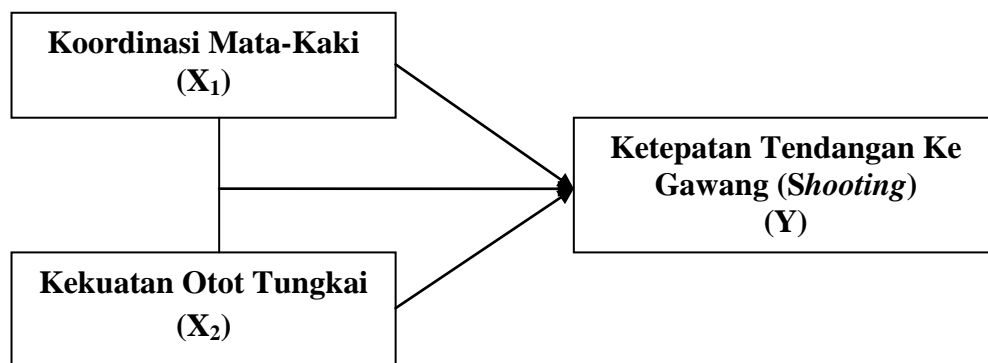 Koordinasi Mata-Kaki
(X₁)
Ketepatan Tendangan Ke
Gawang (Shooting)
(Y)
Kekuatan Otot Tungkai
(X₂)